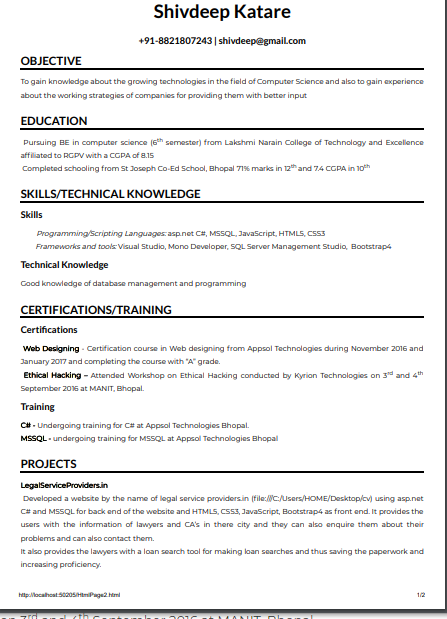 Shivdeep Katare
+91-8821807243 | shivdeep@gmail.com
OBJECTIVE
To gain knowledge about the growing technologies in the field of Computer Science and also to gain experience
about the working strategies of companies for providing them with better input
EDUCATION
Pursuing BE in computer science (6th semester) from Lakshmi Narain College of Technology and Excellence
affiliated to RGPV with a CGPA of 8.15
Completed schooling from St Joseph Co-Ed School, Bhopal 71% marks in 12th and 7.4 CGPA in 10th
SKILLS/TECHNICAL KNOWLEDGE
Skills
Programming/Scripting Languages: asp.net C#, MSSQL, JavaScript, HTML5, CSS3
Frameworks and tools: Visual Studio, Mono Developer, SQL Server Management Studio, Bootstrap4
Technical Knowledge
Good knowledge of database management and programming
CERTIFICATIONS/TRAINING
Certifications
Web Designing - Certification course in Web designing from Appsol Technologies during November 2016 and
January 2017 and completing the course with "A" grade.
Ethical Hacking – Attended Workshop on Ethical Hacking conducted by Kyrion Technologies on 3rd and 4th
September 2016 at MANIT, Bhopal.
Training
C# - Undergoing training for C# at Appsol Technologies Bhopal.
MSSQL - undergoing training for MSSQL at Appsol Technologies Bhopal
PROJECTS
LegalServiceProviders.in
Developed a website by the name of legal service providers.in (file:///C:/Users/HOME/Desktop/cv) using asp.net
C# and MSSQL for back end of the website and HTML5, CSS3, JavaScript, Bootstrap4 as front end. It provides the
users with the information of lawyers and CA's in there city and they can also enquire them about their
problems and can also contact them.
It also provides the lawyers with a loan search tool for making loan searches and thus saving the paperwork and
increasing proficiency.
http://localhost:50205/HtmlPage2.html 1/2
on 3rd and 4th September 2016 at MANIT, Bhopal